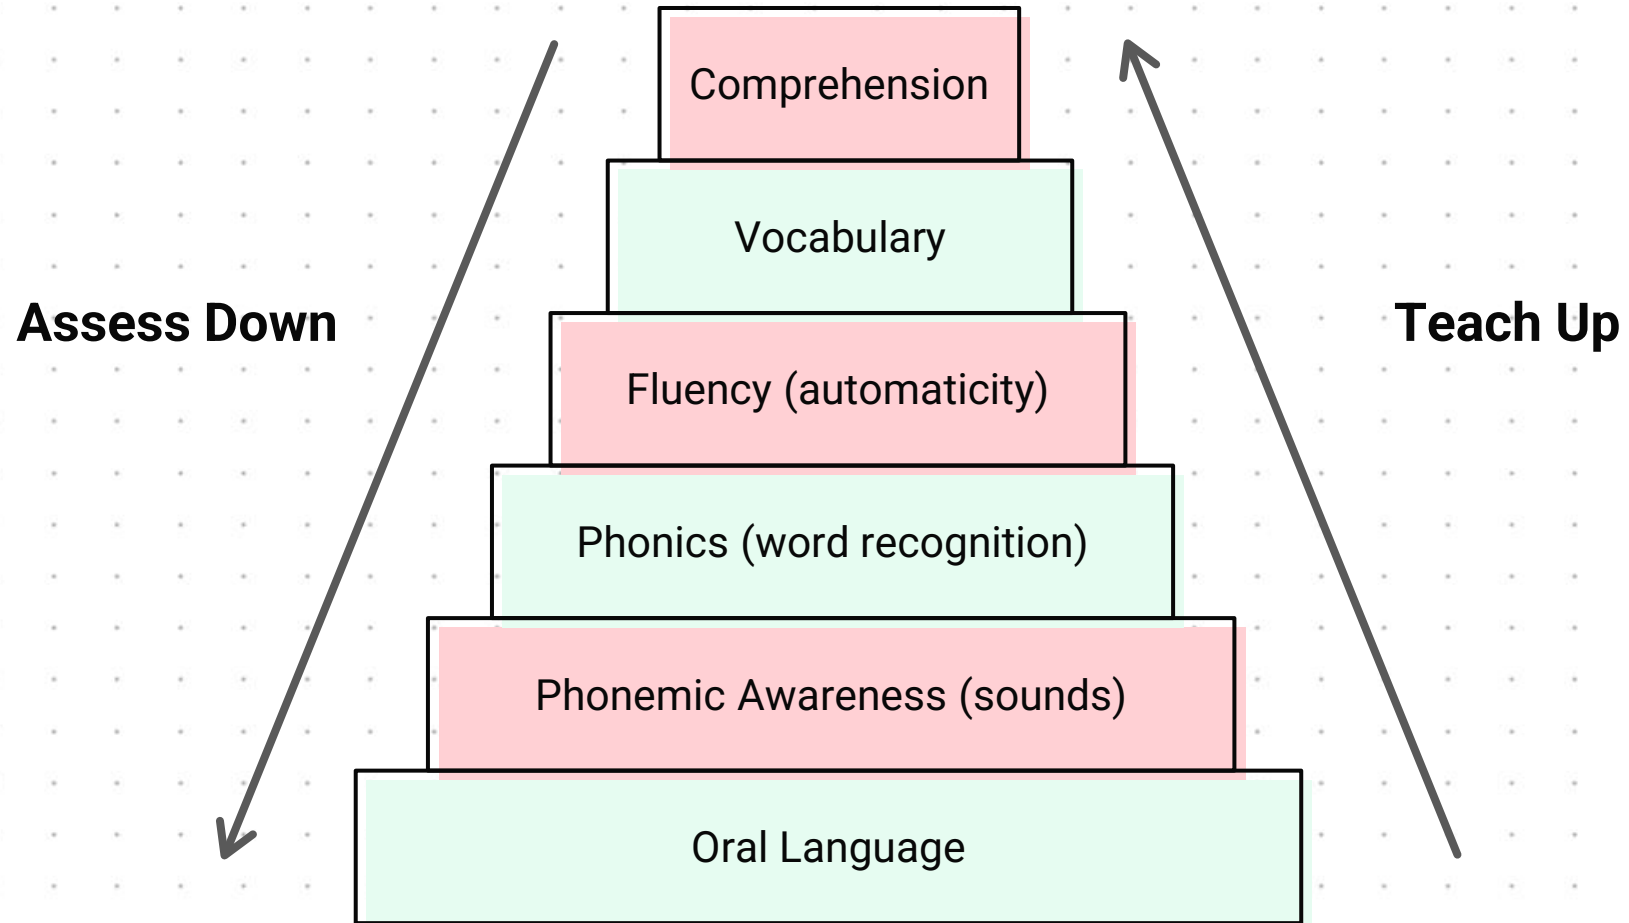 Comprehension
Vocabulary
Assess Down
Teach Up
Fluency (automaticity)
Phonics (word recognition)
Phonemic Awareness (sounds)
Oral Language